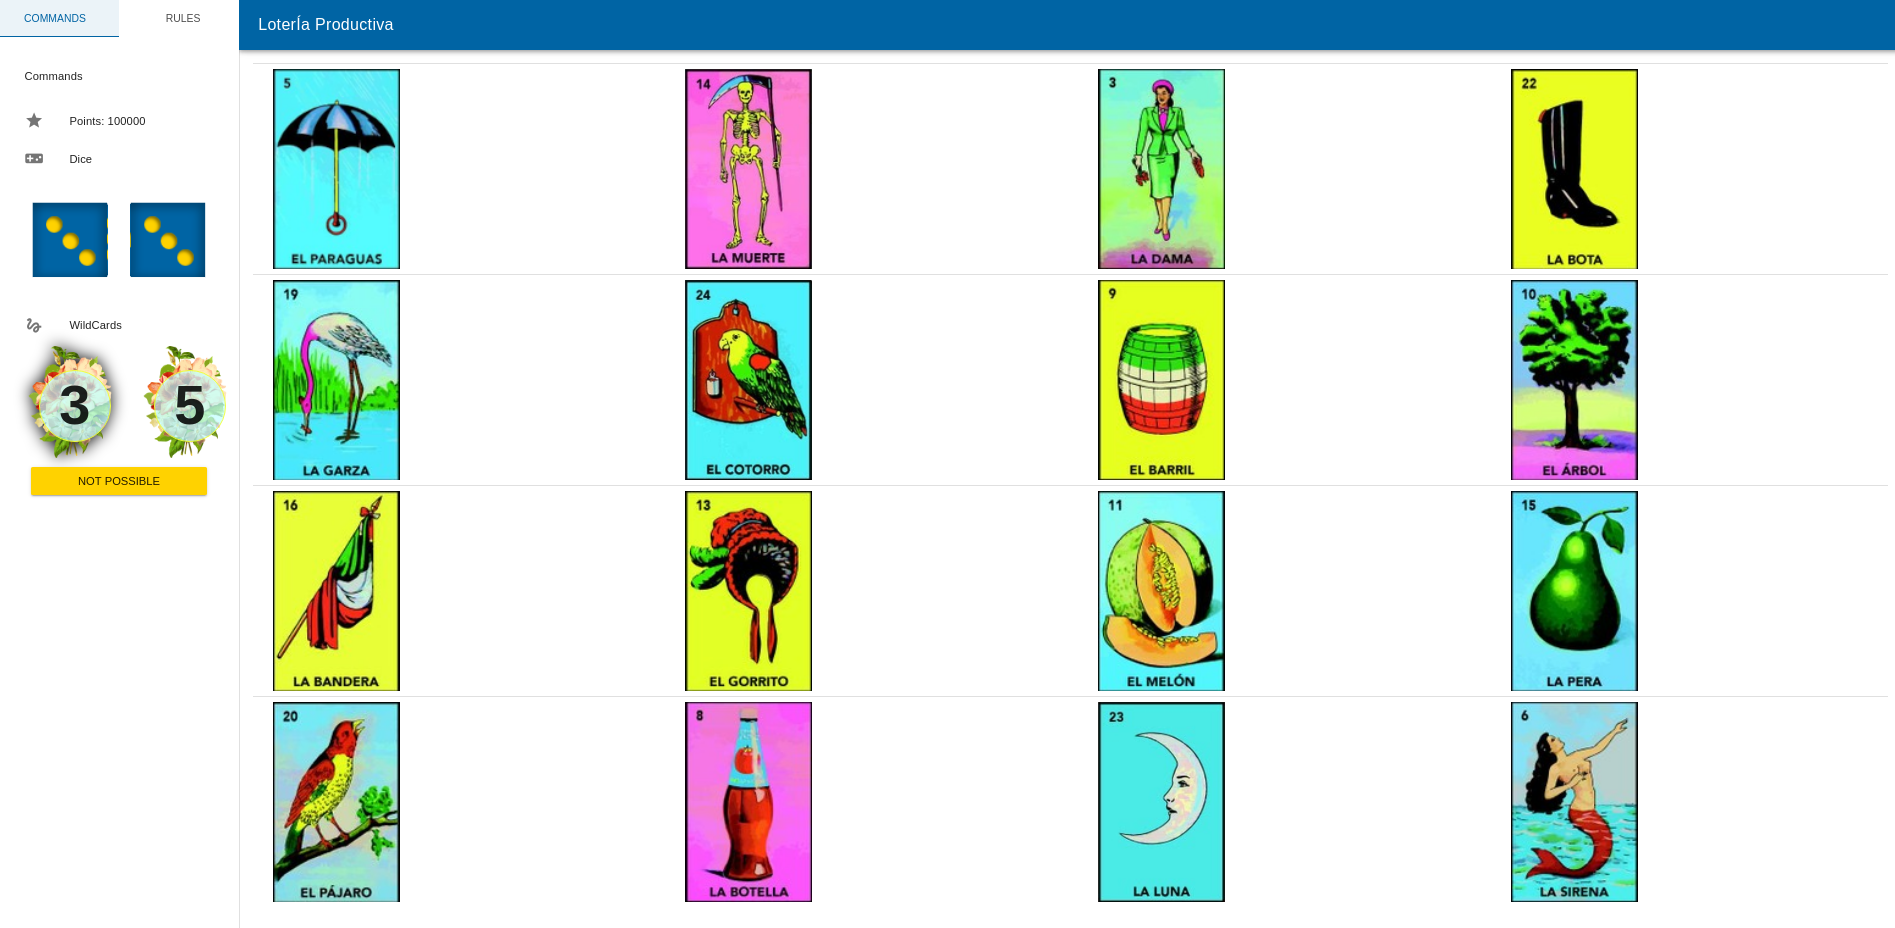 COMMANDS
RULES
LoterÍa Productiva
Commands
Points: 100000
Dice
WildCards
3
5
NOT POSSIBLE
5
EL PARAGUAS
14
LA MUERTE
3
LA DAMA
22
LA BOTA
19
LA GARZA
24
EL COTORRO
9
EL BARRIL
10
EL ÁRBOL
16
LA BANDERA
13
EL GORRITO
11
EL MELÓN
15
LA PERA
20
EL PÁJARO
8
LA BOTELLA
23
LA LUNA
6
LA SIRENA